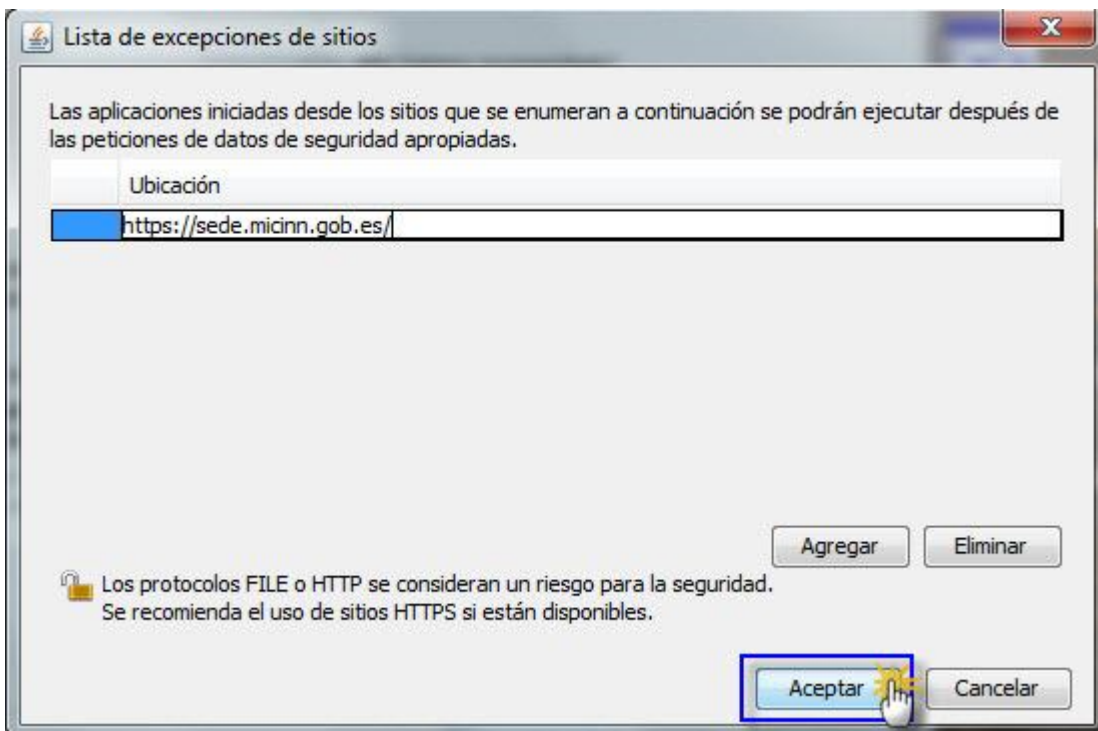 Lista de excepciones de sitios
Las aplicaciones iniciadas desde los sitios que se enumeran a continuación se podrán ejecutar después de
las peticiones de datos de seguridad apropiadas.
Ubicación
https://sede.micinn.gob.es/
Agregar
Eliminar
Los protocolos FILE o HTTP se consideran un riesgo para la seguridad.
Se recomienda el uso de sitios HTTPS si están disponibles.
Aceptar
Cancelar